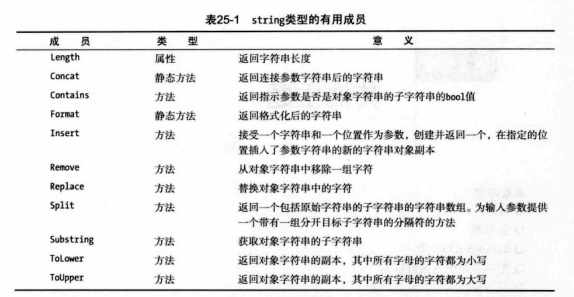 表25-1 string类型的有用成员
成 员 类 型 意 义
Length 属性 返回字符串长度
Concat 静态方法 返回连接参数字符串后的字符串
Contains 方法 返回指示参数是否是对象字符串的子字符串的bool值
Format 静态方法 返回格式化后的字符串
Insert 方法 接受一个字符串和一个位置作为参数，创建并返回一个，在指定的位
置插入了参数字符串的新的字符串对象副本
Remove 方法 从对象字符串中移除一组字符
Replace 方法 替换对象字符串中的字符
Split 方法 返回一个包括原始字符串的子字符串的字符串数组。为输入参数提供
一个带有一组分开目标子字符串的分隔符的方法
Substring 方法 获取对象字符串的子字符串
ToLower 方法 返回对象字符串的副本，其中所有字母的字符都为小写
ToUpper 方法 返回对象字符串的副本，其中所有字母的字符都为大写